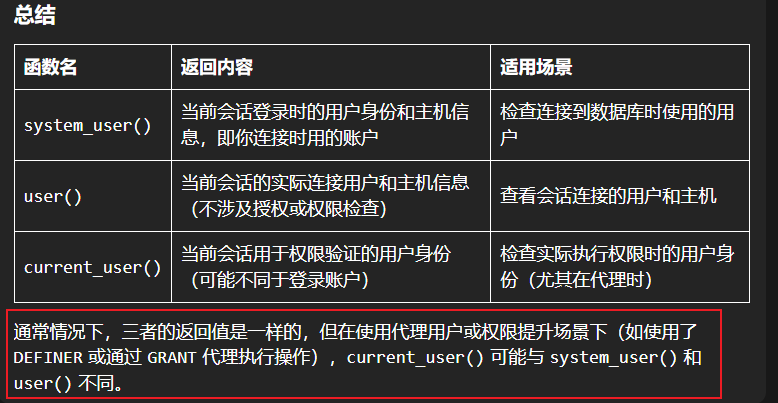 总结
函数名 返回内容 适用场景
system_user() 当前会话登录时的用户身份和主机信
息，即你连接时用的账户 检查连接到数据库时使用的用
户
user() 当前会话的实际连接用户和主机信息
（不涉及授权或权限检查） 查看会话连接的用户和主机
current_user() 当前会话用于权限验证的用户身份
（可能不同于登录账户） 检查实际执行权限时的用户身
份（尤其在代理时）
通常情况下，三者的返回值是一样的，但在使用代理用户或权限提升场景下（如使用了
DEFINER 或通过 GRANT 代理执行操作），current_user() 可能与 system_user() 和
user() 不同。